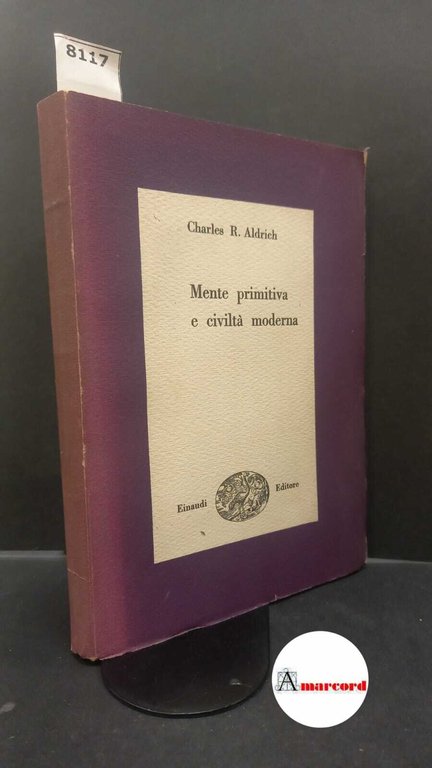 8117
Charles R. Aldrich
Mente primitiva
e civiltà moderna
Einaudi Editore
Amarcord